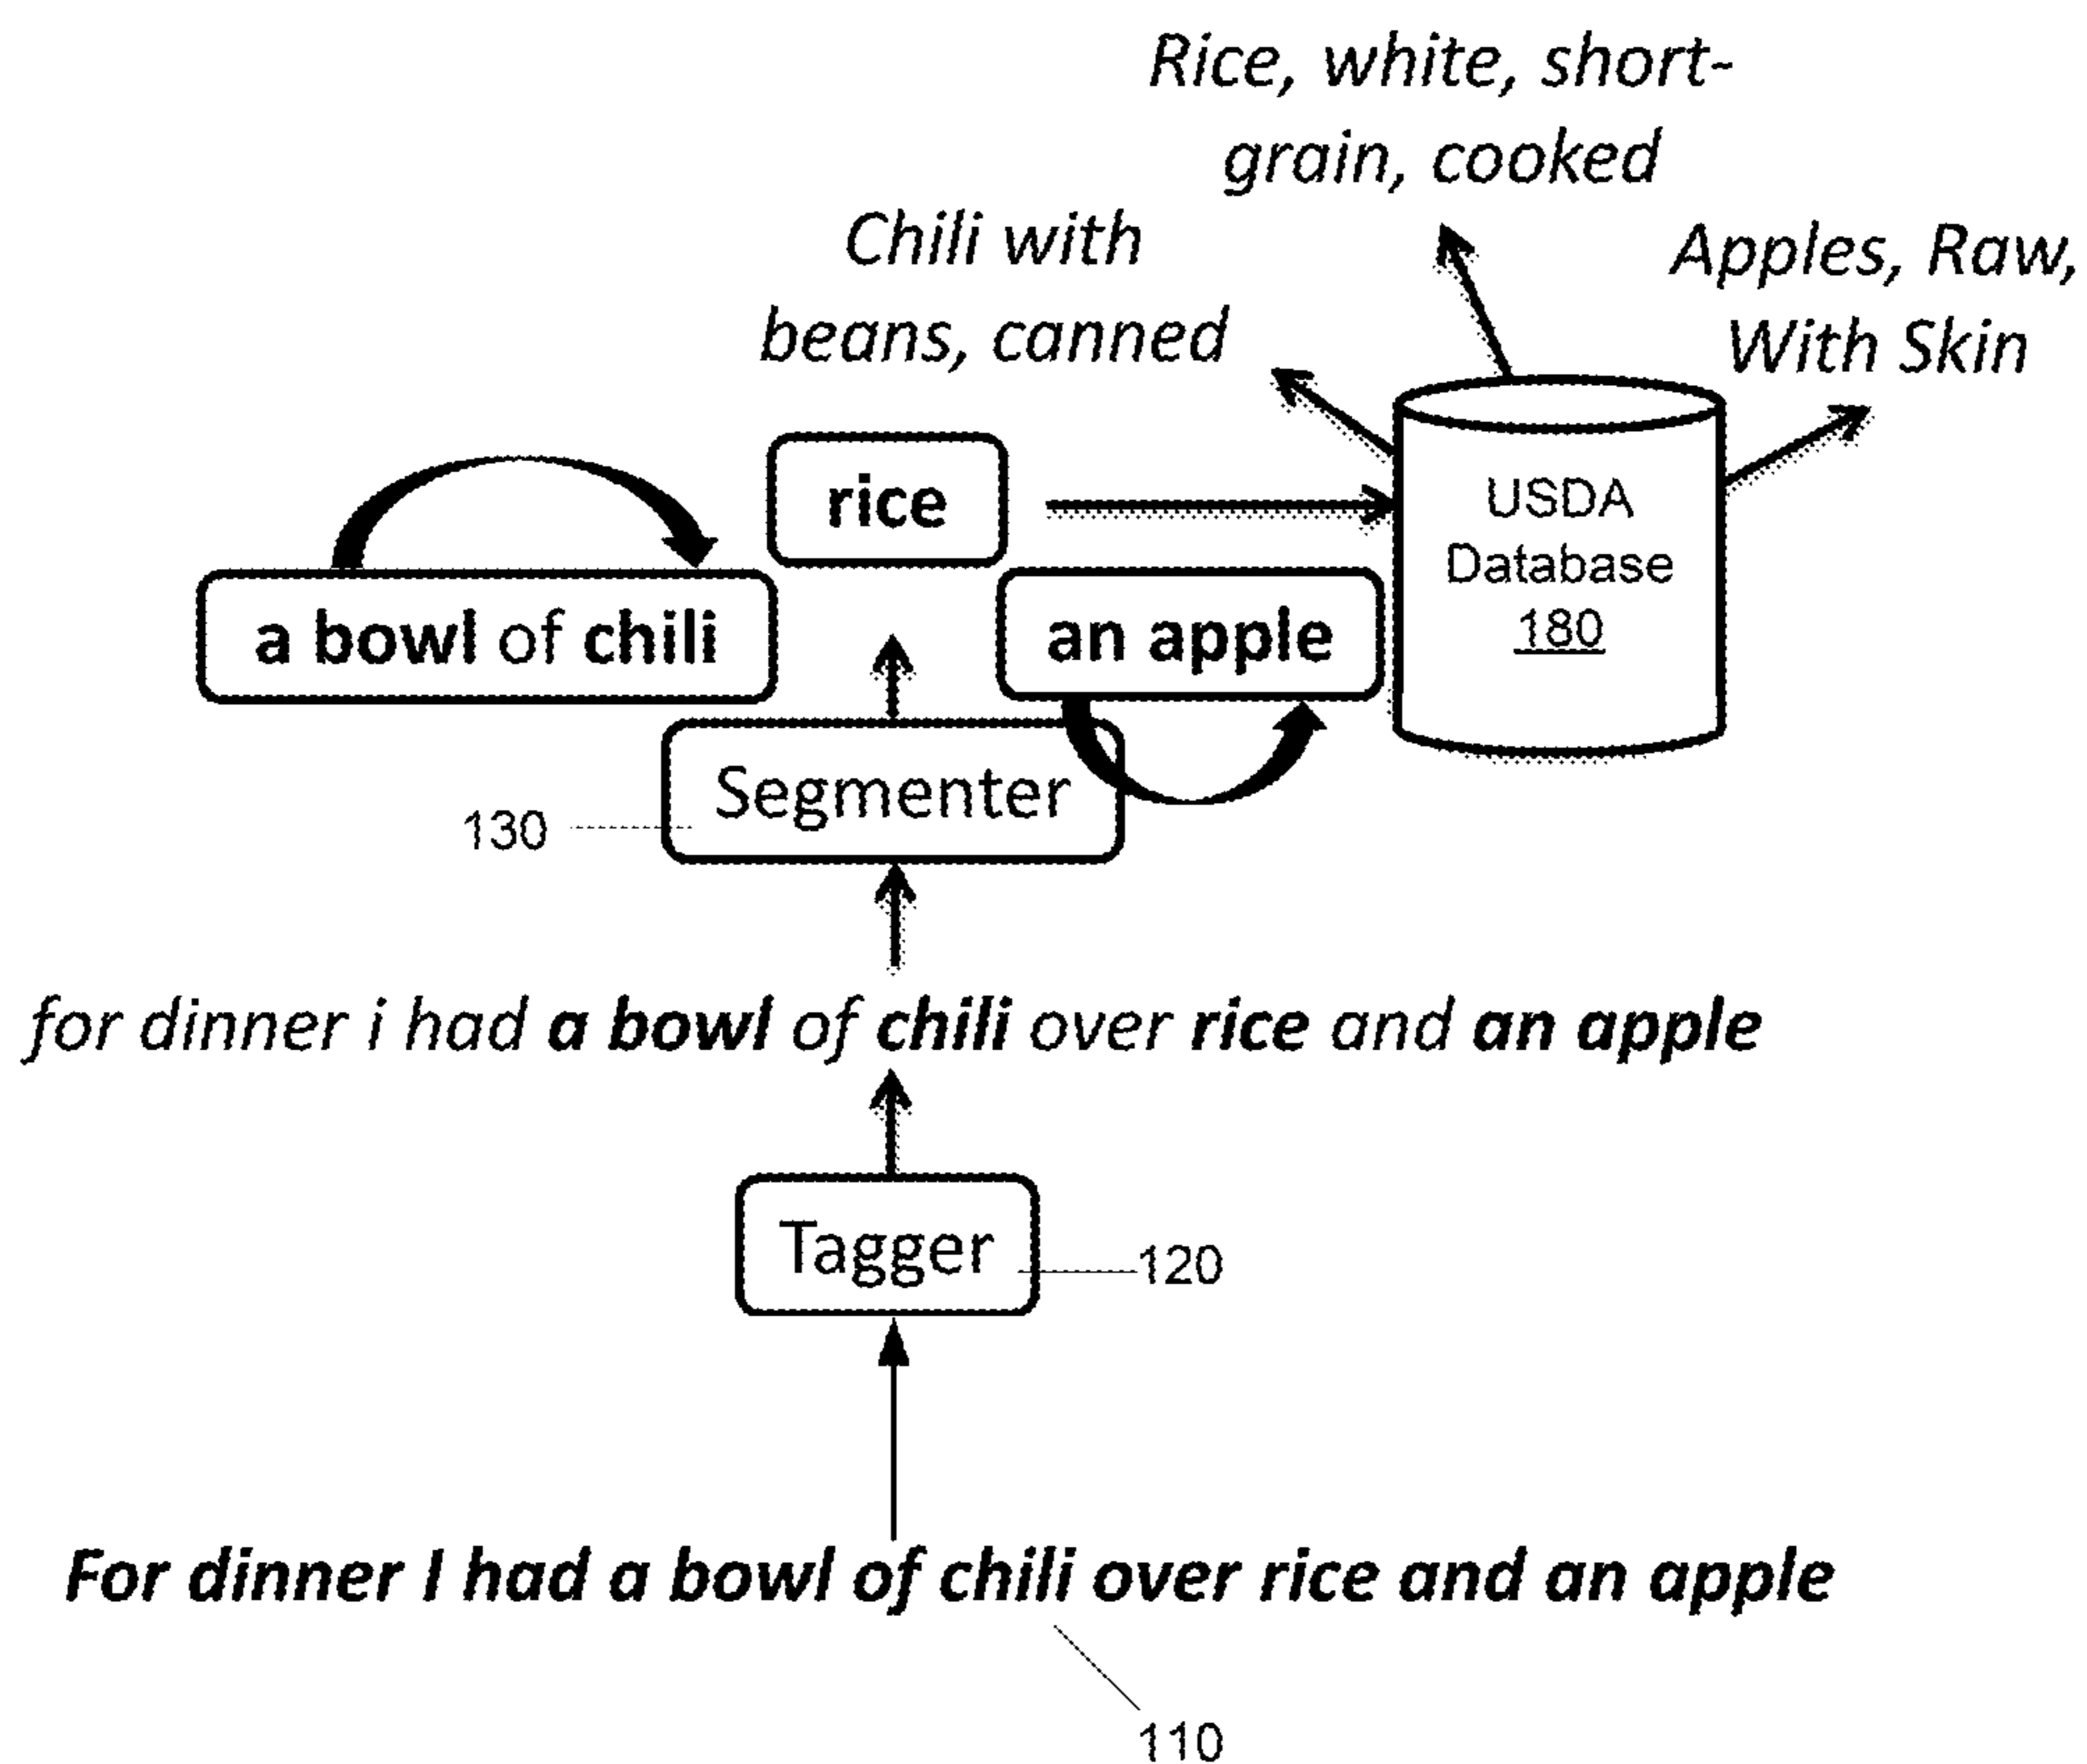 Rice, white, short-
grain, cooked
Chili with
beans, canned
Apples, Raw,
With Skin
rice
a bowl of chili
an apple
USDA
Database
180
Segmenter
130
for dinner i had a bowl of chili over rice and an apple
Tagger
120
For dinner I had a bowl of chili over rice and an apple
110